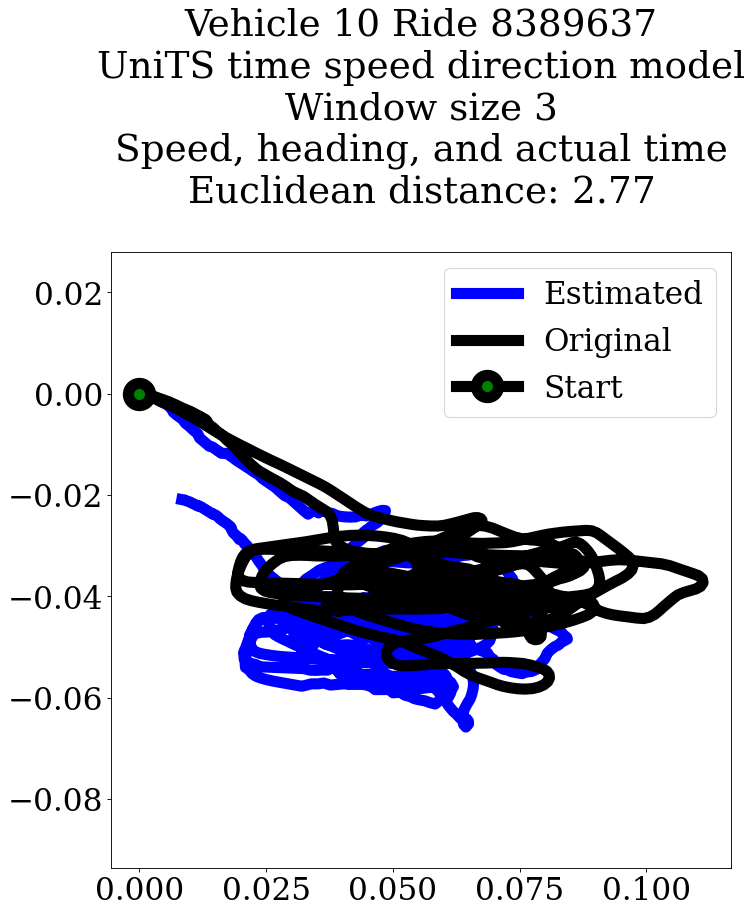 Vehicle 10 Ride 8389637
UniTS time speed direction model
Window size 3
Speed, heading, and actual time
Euclidean distance: 2.77
Estimated
Original
Start
0.02
0.00
−0.02
−0.04
−0.06
−0.08
0.000 0.025 0.050 0.075 0.100